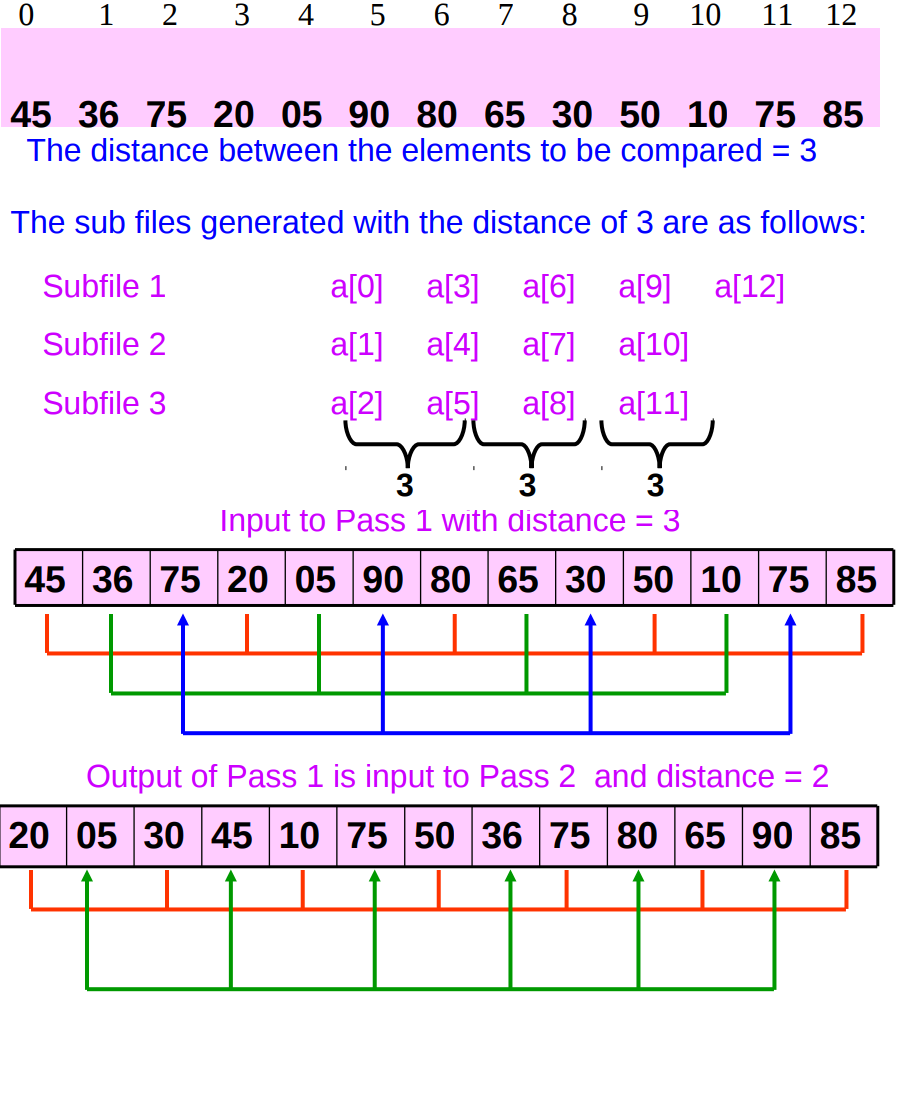 0 1 2 3 4 5 6 7 8 9 10 11 12
45 36 75 20 05 90 80 65 30 50 10 75 85
The distance between the elements to be compared = 3
The sub files generated with the distance of 3 are as follows:
Subfile 1 a[0] a[3] a[6] a[9] a[12]
Subfile 2 a[1] a[4] a[7] a[10]
Subfile 3 a[2] a[5] a[8] a[11]
3 3 3
Input to Pass 1 with distance = 3
45 36 75 20 05 90 80 65 30 50 10 75 85
Output of Pass 1 is input to Pass 2 and distance = 2
20 05 30 45 10 75 50 36 75 80 65 90 85